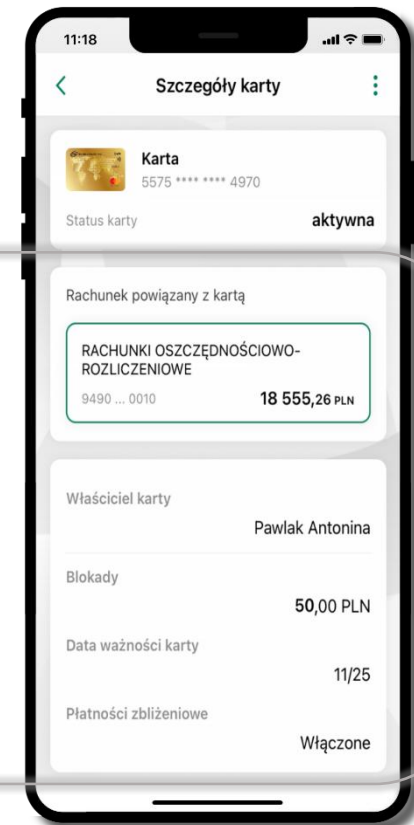 11:18
Szczegóły karty
Karta
5575 **** **** 4970
Status karty
aktywna
Rachunek powiązany z kartą
RACHUNKI OSZCZĘDNOŚCIOWO-
ROZLICZENIOWE
9490 ... 0010
18 555,26 PLN
Właściciel karty
Pawlak Antonina
Blokady
50,00 PLN
Data ważności karty
11/25
Płatności zbliżeniowe
Włączone